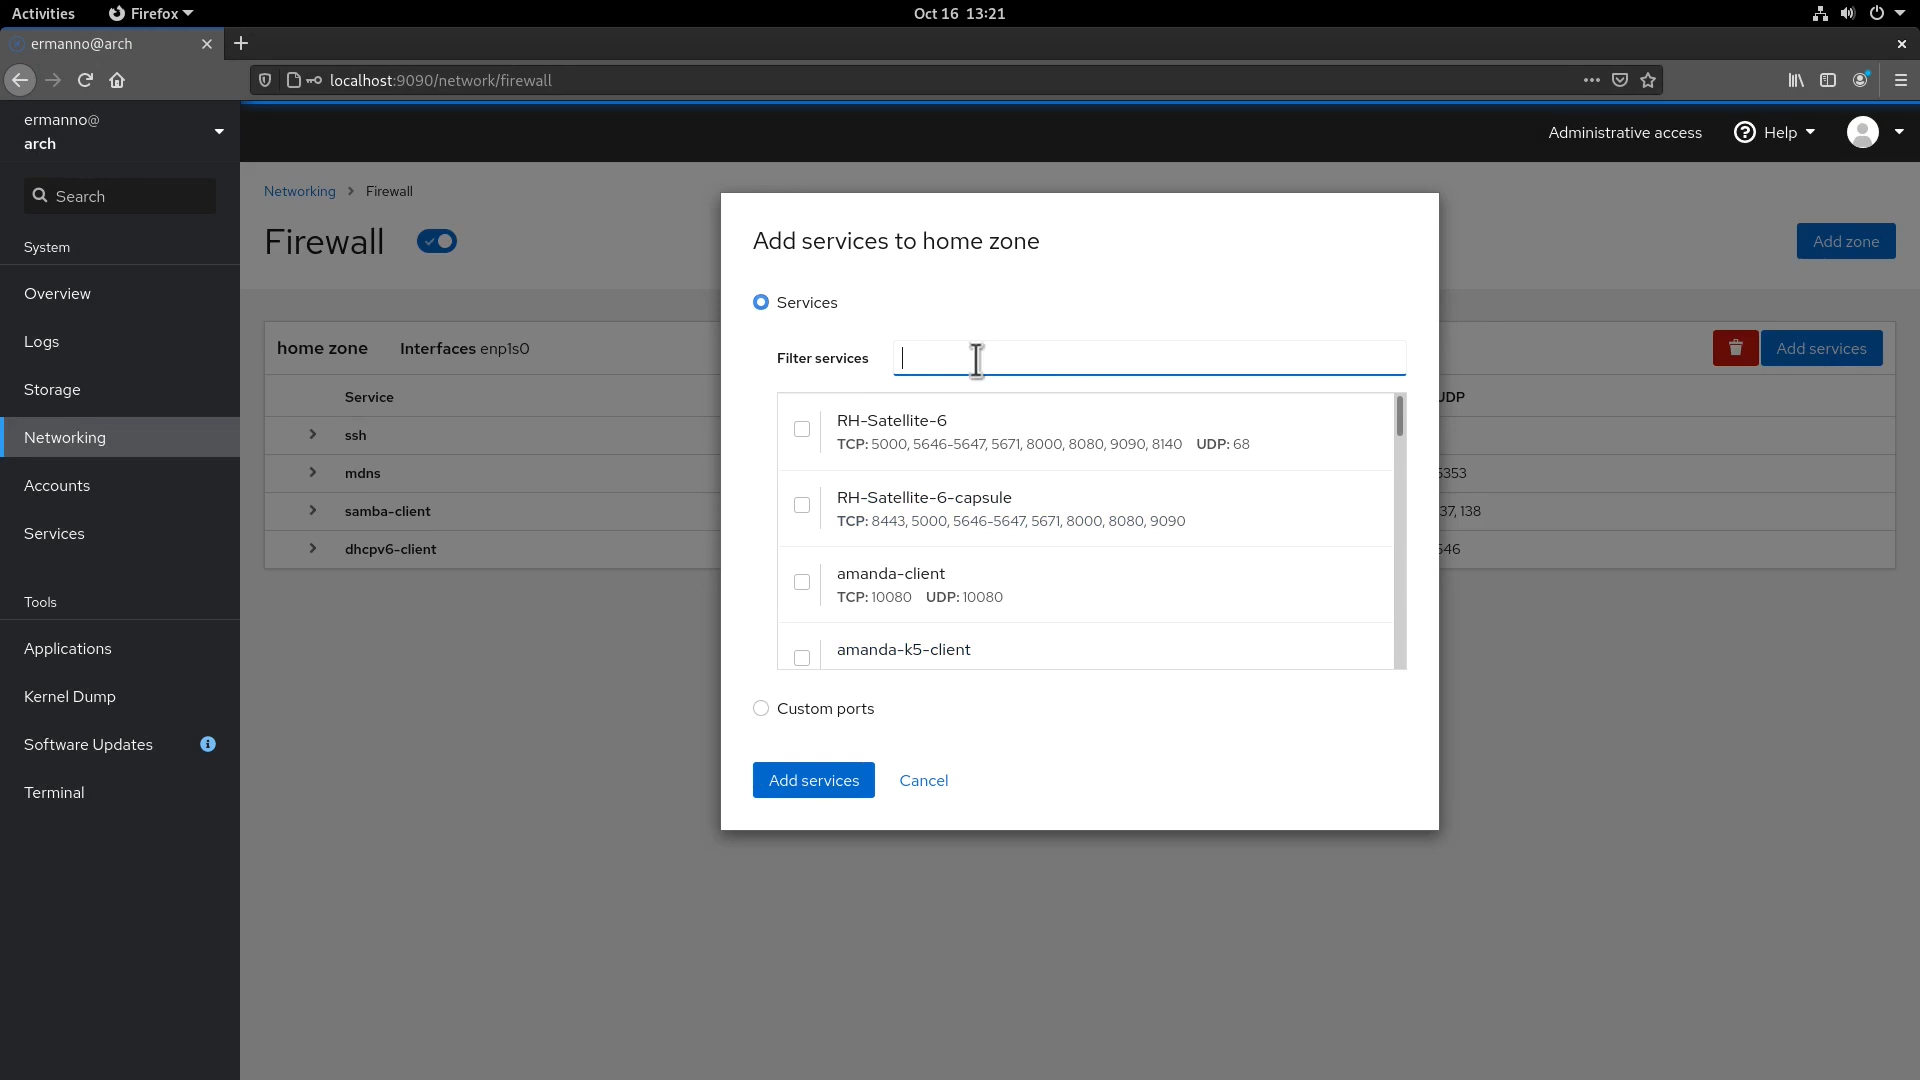 Activities Firefox Oct 16 13:21
ermanno@arch
localhost:9090/network/firewall
ermanno@
arch
Administrative access Help
Search
Networking Firewall
Firewall
Add zone
System
Overview
Logs
Storage
Networking
Accounts
Services
Tools
Applications
Kernel Dump
Software Updates
Terminal
home zone Interfaces enp1s0 Add services
Service UDP
ssh
mdns 5353
samba-client 37, 138
dhcpv6-client 546
Add services to home zone
Services
Filter services
RH-Satellite-6
TCP: 5000, 5646-5647, 5671, 8000, 8080, 9090, 8140 UDP: 68
RH-Satellite-6-capsule
TCP: 8443, 5000, 5646-5647, 5671, 8000, 8080, 9090
amanda-client
TCP: 10080 UDP: 10080
amanda-k5-client
Custom ports
Add services Cancel